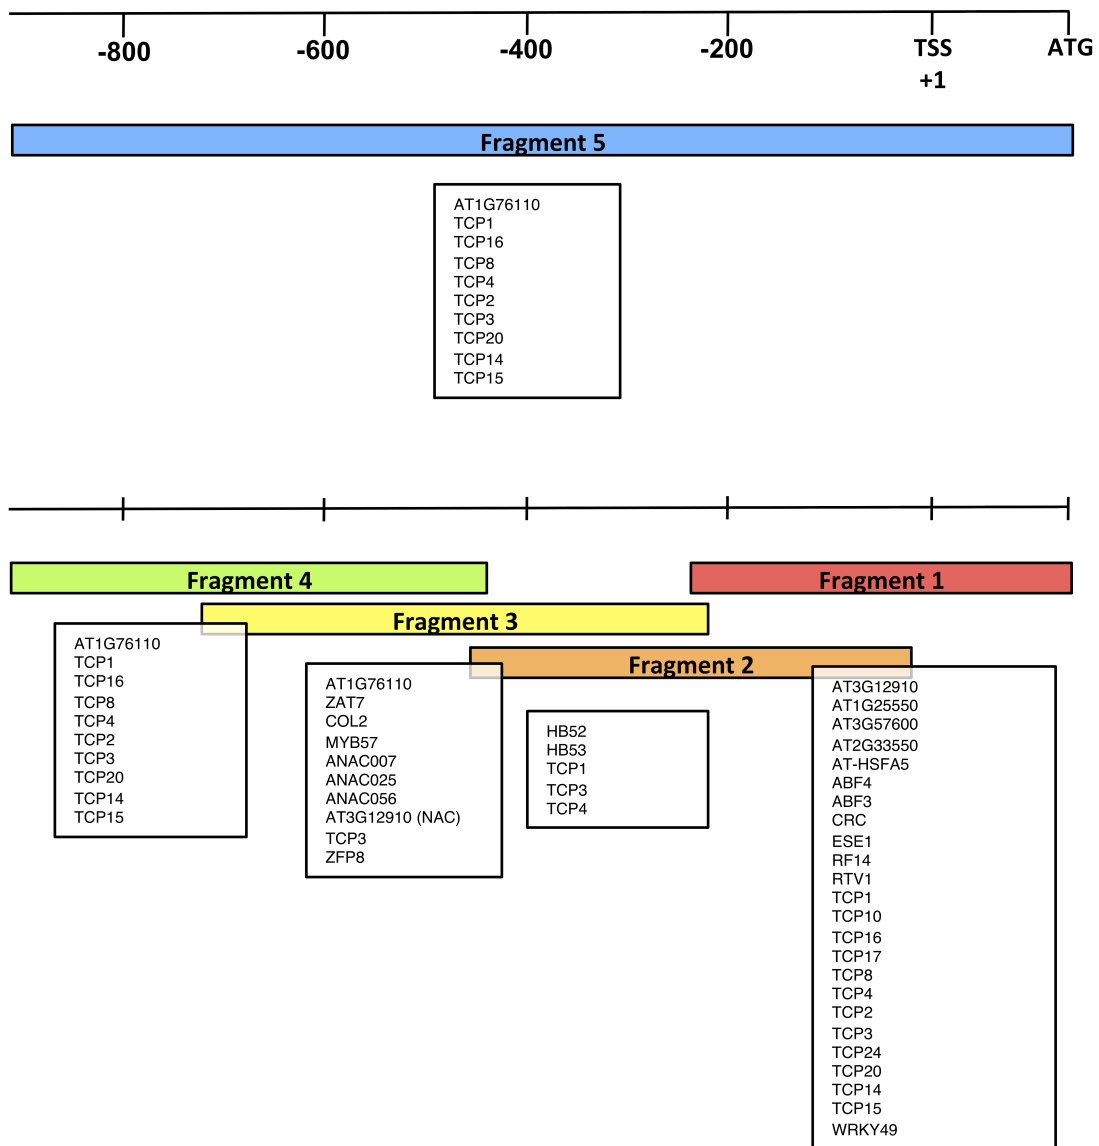 -800 -600 -400 -200 TSS ATG
+1
Fragment 5
AT1G76110
TCP1
TCP16
TCP8
TCP4
TCP2
TCP3
TCP20
TCP14
TCP15
Fragment 4
Fragment 1
Fragment 3
Fragment 2
AT1G76110
TCP1
TCP16
TCP8
TCP4
TCP2
TCP3
TCP20
TCP14
TCP15
AT1G76110
ZAT7
COL2
MYB57
ANAC007
ANAC025
ANAC056
AT3G12910 (NAC)
TCP3
ZFP8
HB52
HB53
TCP1
TCP3
TCP4
AT3G12910
AT1G25550
AT3G57600
AT2G33550
AT-HSFA5
ABF4
ABF3
CRC
ESE1
RF14
RTV1
TCP1
TCP10
TCP16
TCP17
TCP8
TCP4
TCP2
TCP3
TCP24
TCP20
TCP14
TCP15
WRKY49